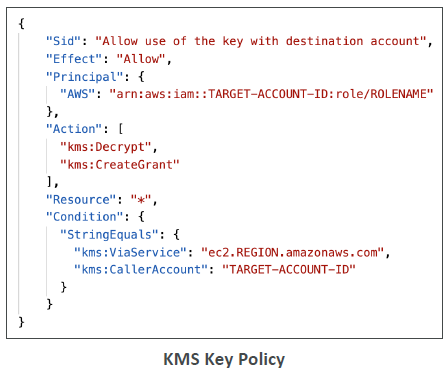 {
"Sid": "Allow use of the key with destination account",
"Effect": "Allow",
"Principal": {
"AWS": "arn:aws:iam::TARGET-ACCOUNT-ID:role/ROLENAME"
},
"Action": [
"kms:Decrypt",
"kms:CreateGrant"
],
"Resource": "*",
"Condition": {
"StringEquals": {
"kms:ViaService": "ec2.REGION.amazonaws.com",
"kms:CallerAccount": "TARGET-ACCOUNT-ID"
}
}
}
KMS Key Policy